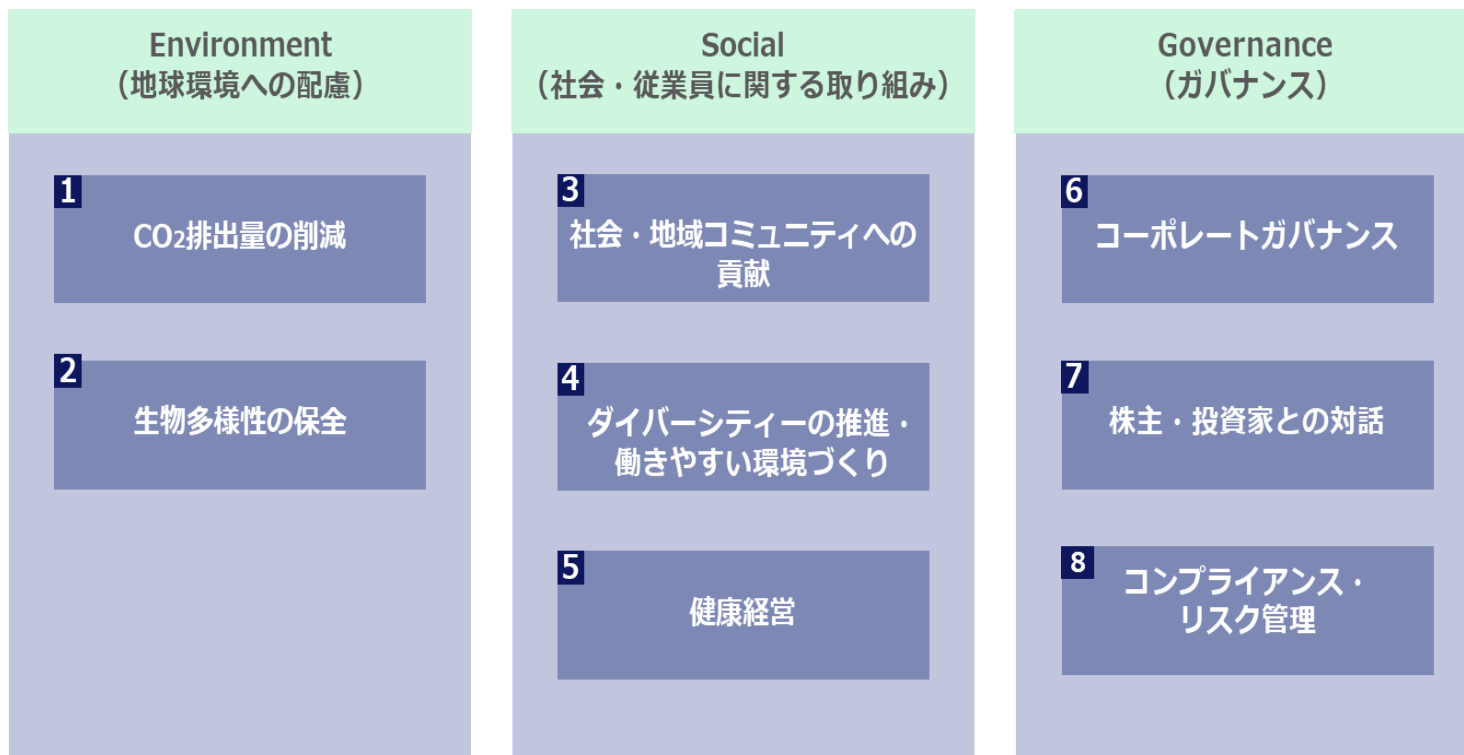 Environment
（地球環境への配慮）
1
CO₂排出量の削減
2
生物多様性の保全
Social
（社会・従業員に関する取り組み）
3
社会・地域コミュニティへの
貢献
4
ダイバーシティーの推進・
働きやすい環境づくり
5
健康経営
Governance
（ガバナンス）
6
コーポレートガバナンス
7
株主・投資家との対話
8
コンプライアンス・
リスク管理